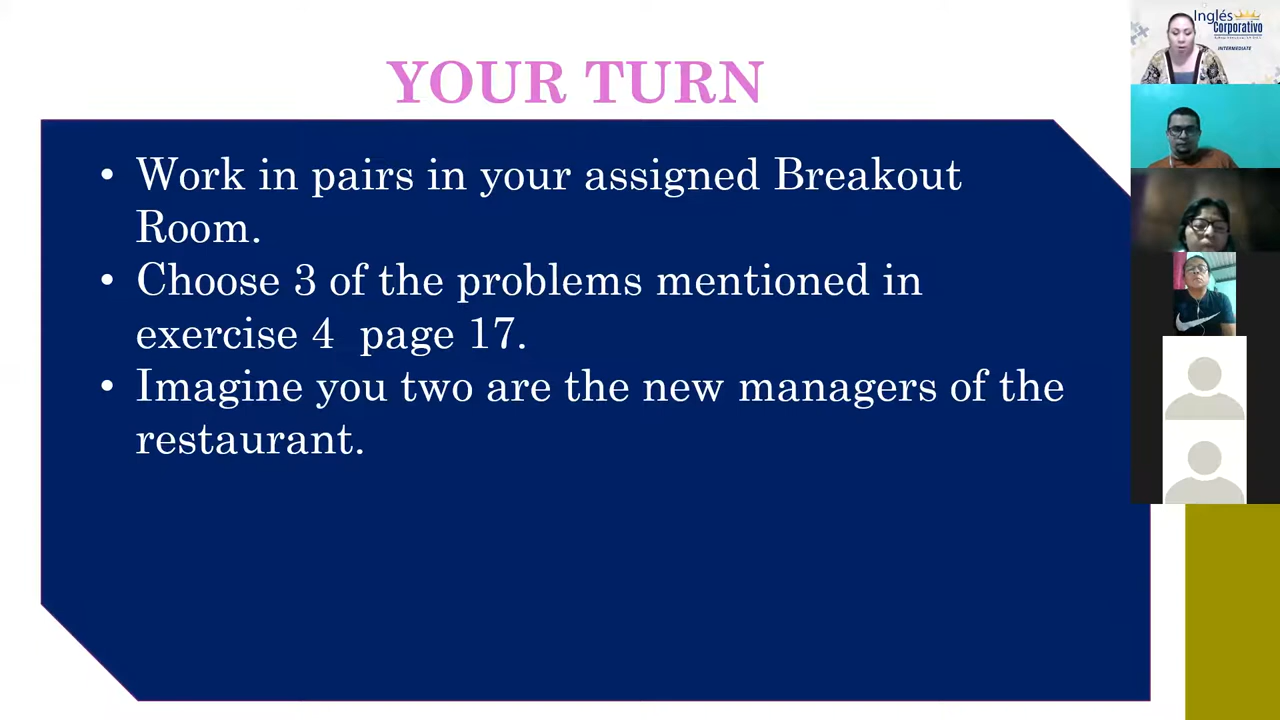 Inglés
Corporativo
INTERMEDIATE
YOUR TURN
• Work in pairs in your assigned Breakout
Room.
• Choose 3 of the problems mentioned in
exercise 4 page 17.
• Imagine you two are the new managers of the
restaurant.